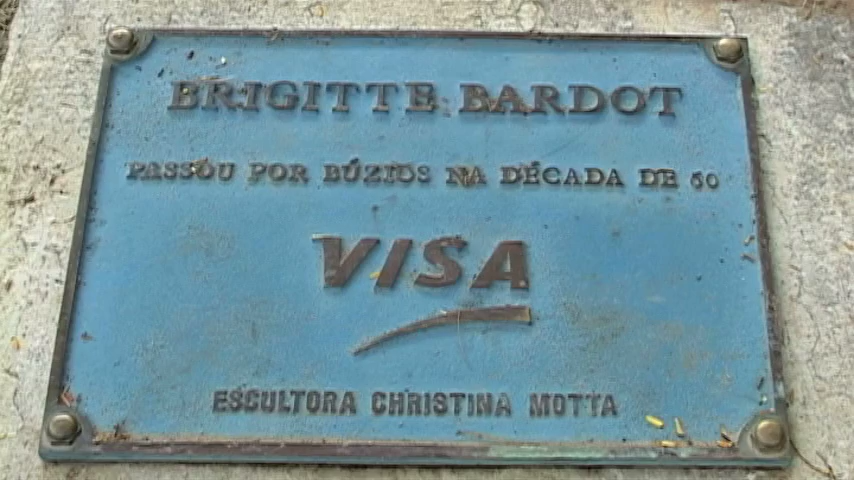 BRIGITTE BARDOT
PASSOU POR BÚZIOS NA DÉCADA DE 60
VISA
ESCULTORA CHRISTINA MOTTA